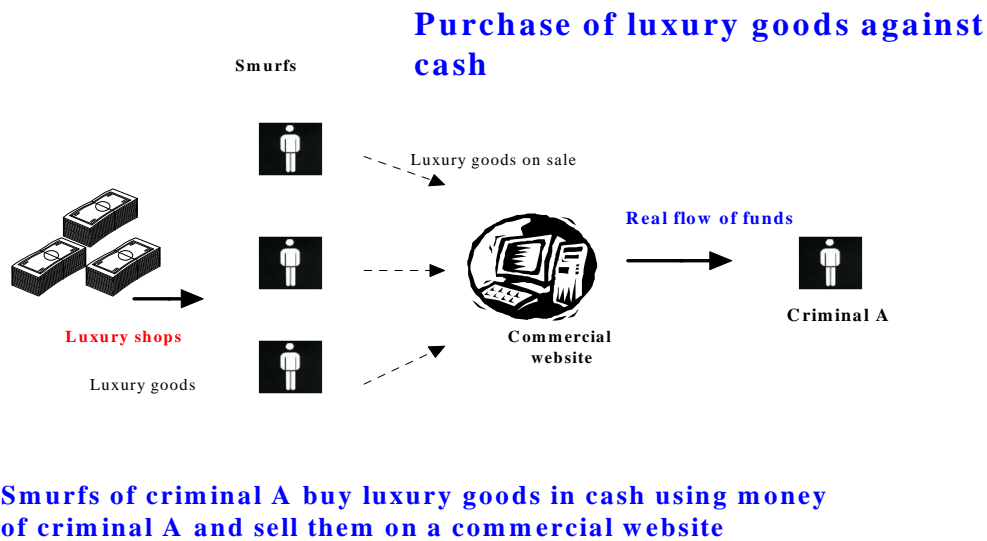 Purchase of luxury goods against
cash
Smurfs
Luxury goods on sale
Real flow of funds
Luxury shops
Luxury goods
Commercial
website
Criminal A
Smurfs of criminal A buy luxury goods in cash using money
of criminal A and sell them on a commercial website